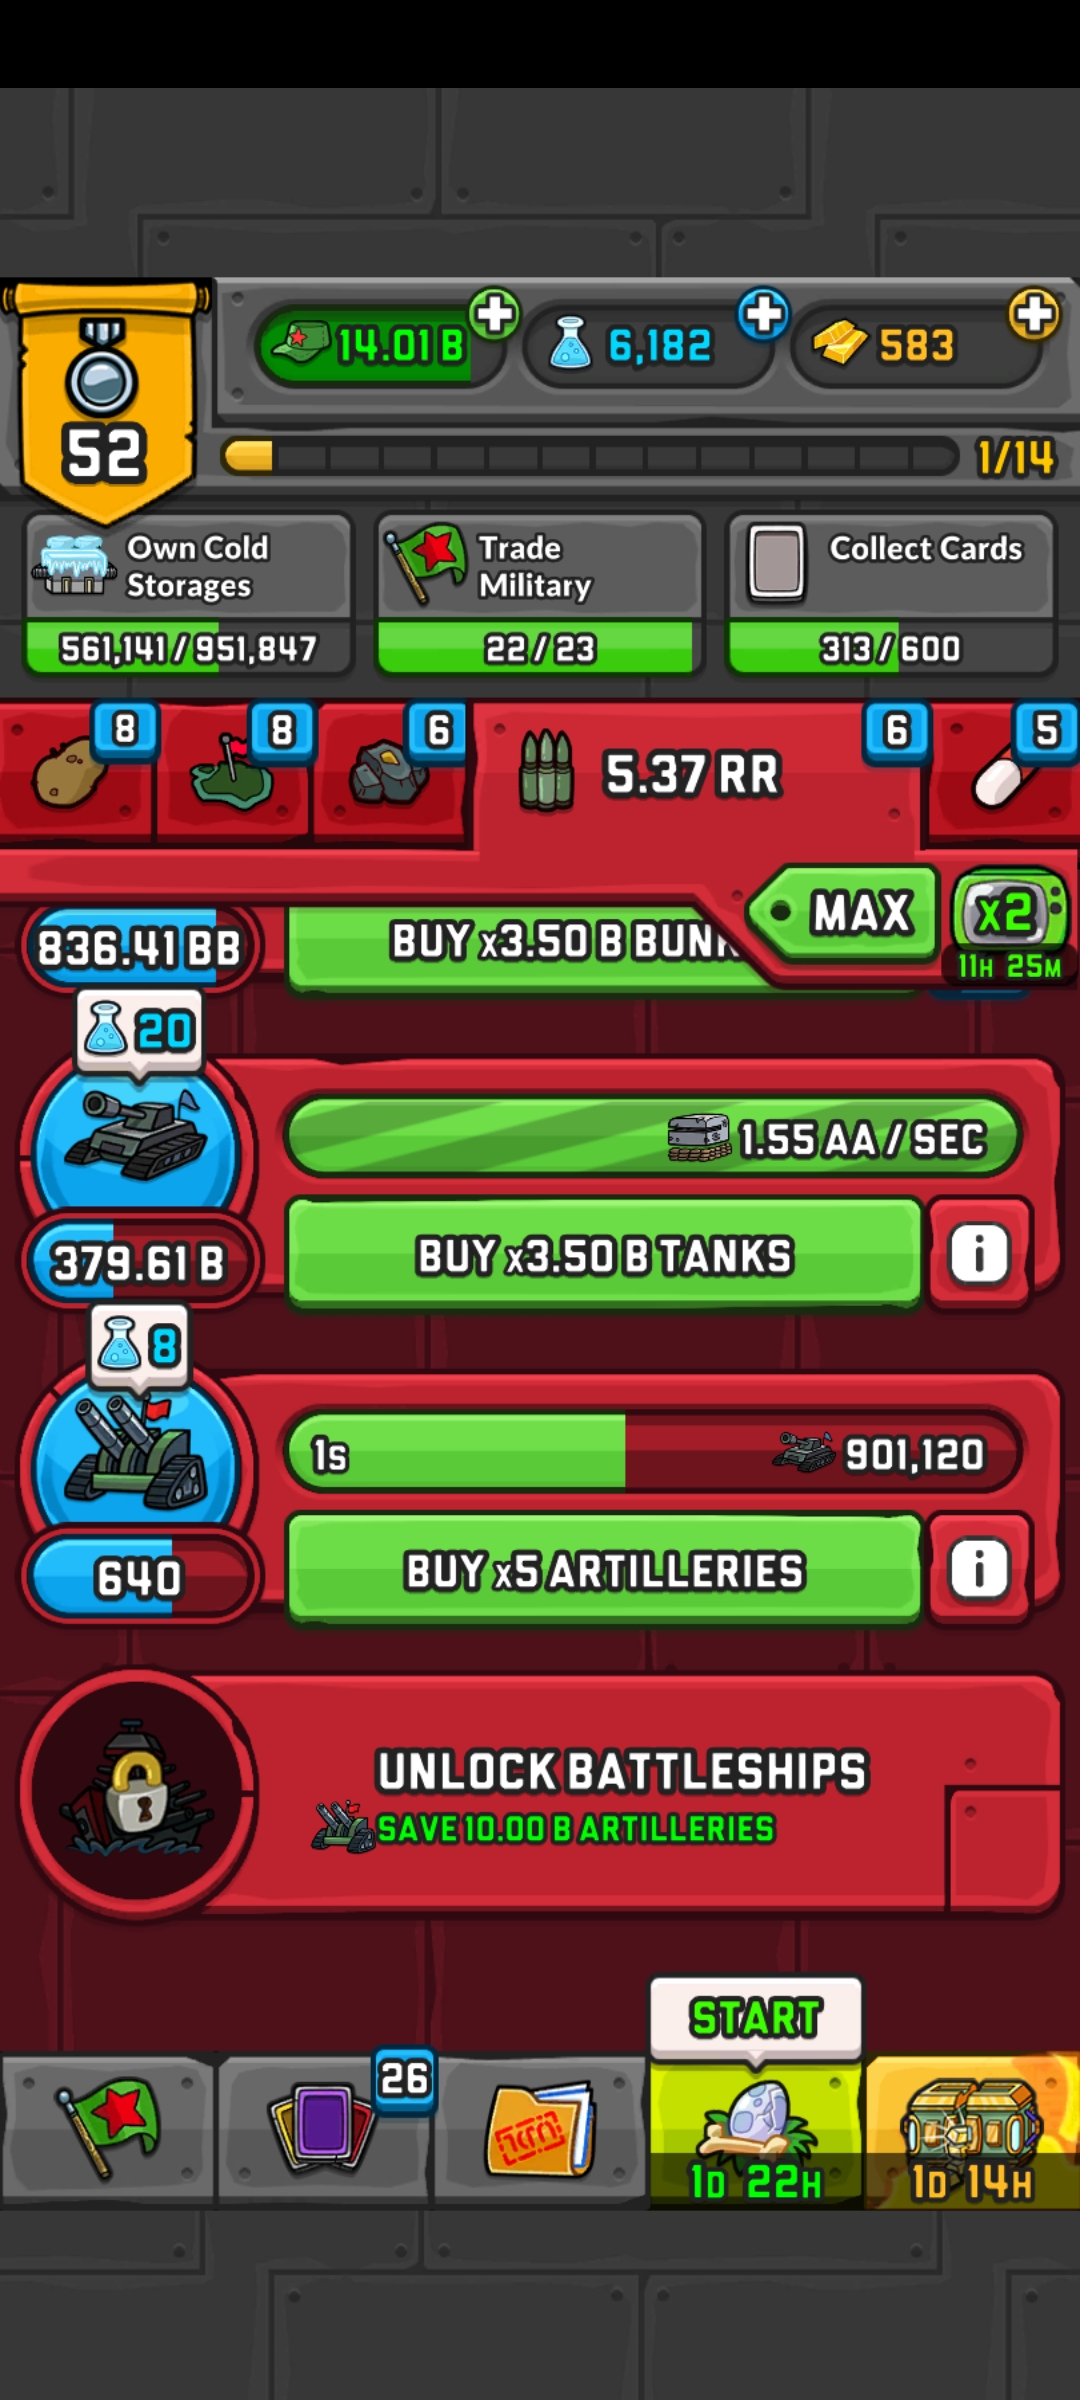 14.01 B
6,182
583
52
1/14
Own Cold
Storages
561,141 / 951,847
Trade
Military
22 / 23
Collect Cards
313 / 600
8
8
6
5.37 RR
6
5
MAX
x2
11H 25M
836.41 BB
BUY x3.50 B
20
1.55 AA / SEC
379.61 B
BUY x3.50 B TANKS
i
8
1s
901,120
640
BUY x5 ARTILLERIES
i
UNLOCK BATTLESHIPS
SAVE 10.00 B ARTILLERIES
START
26
1D 22H
1D 14H